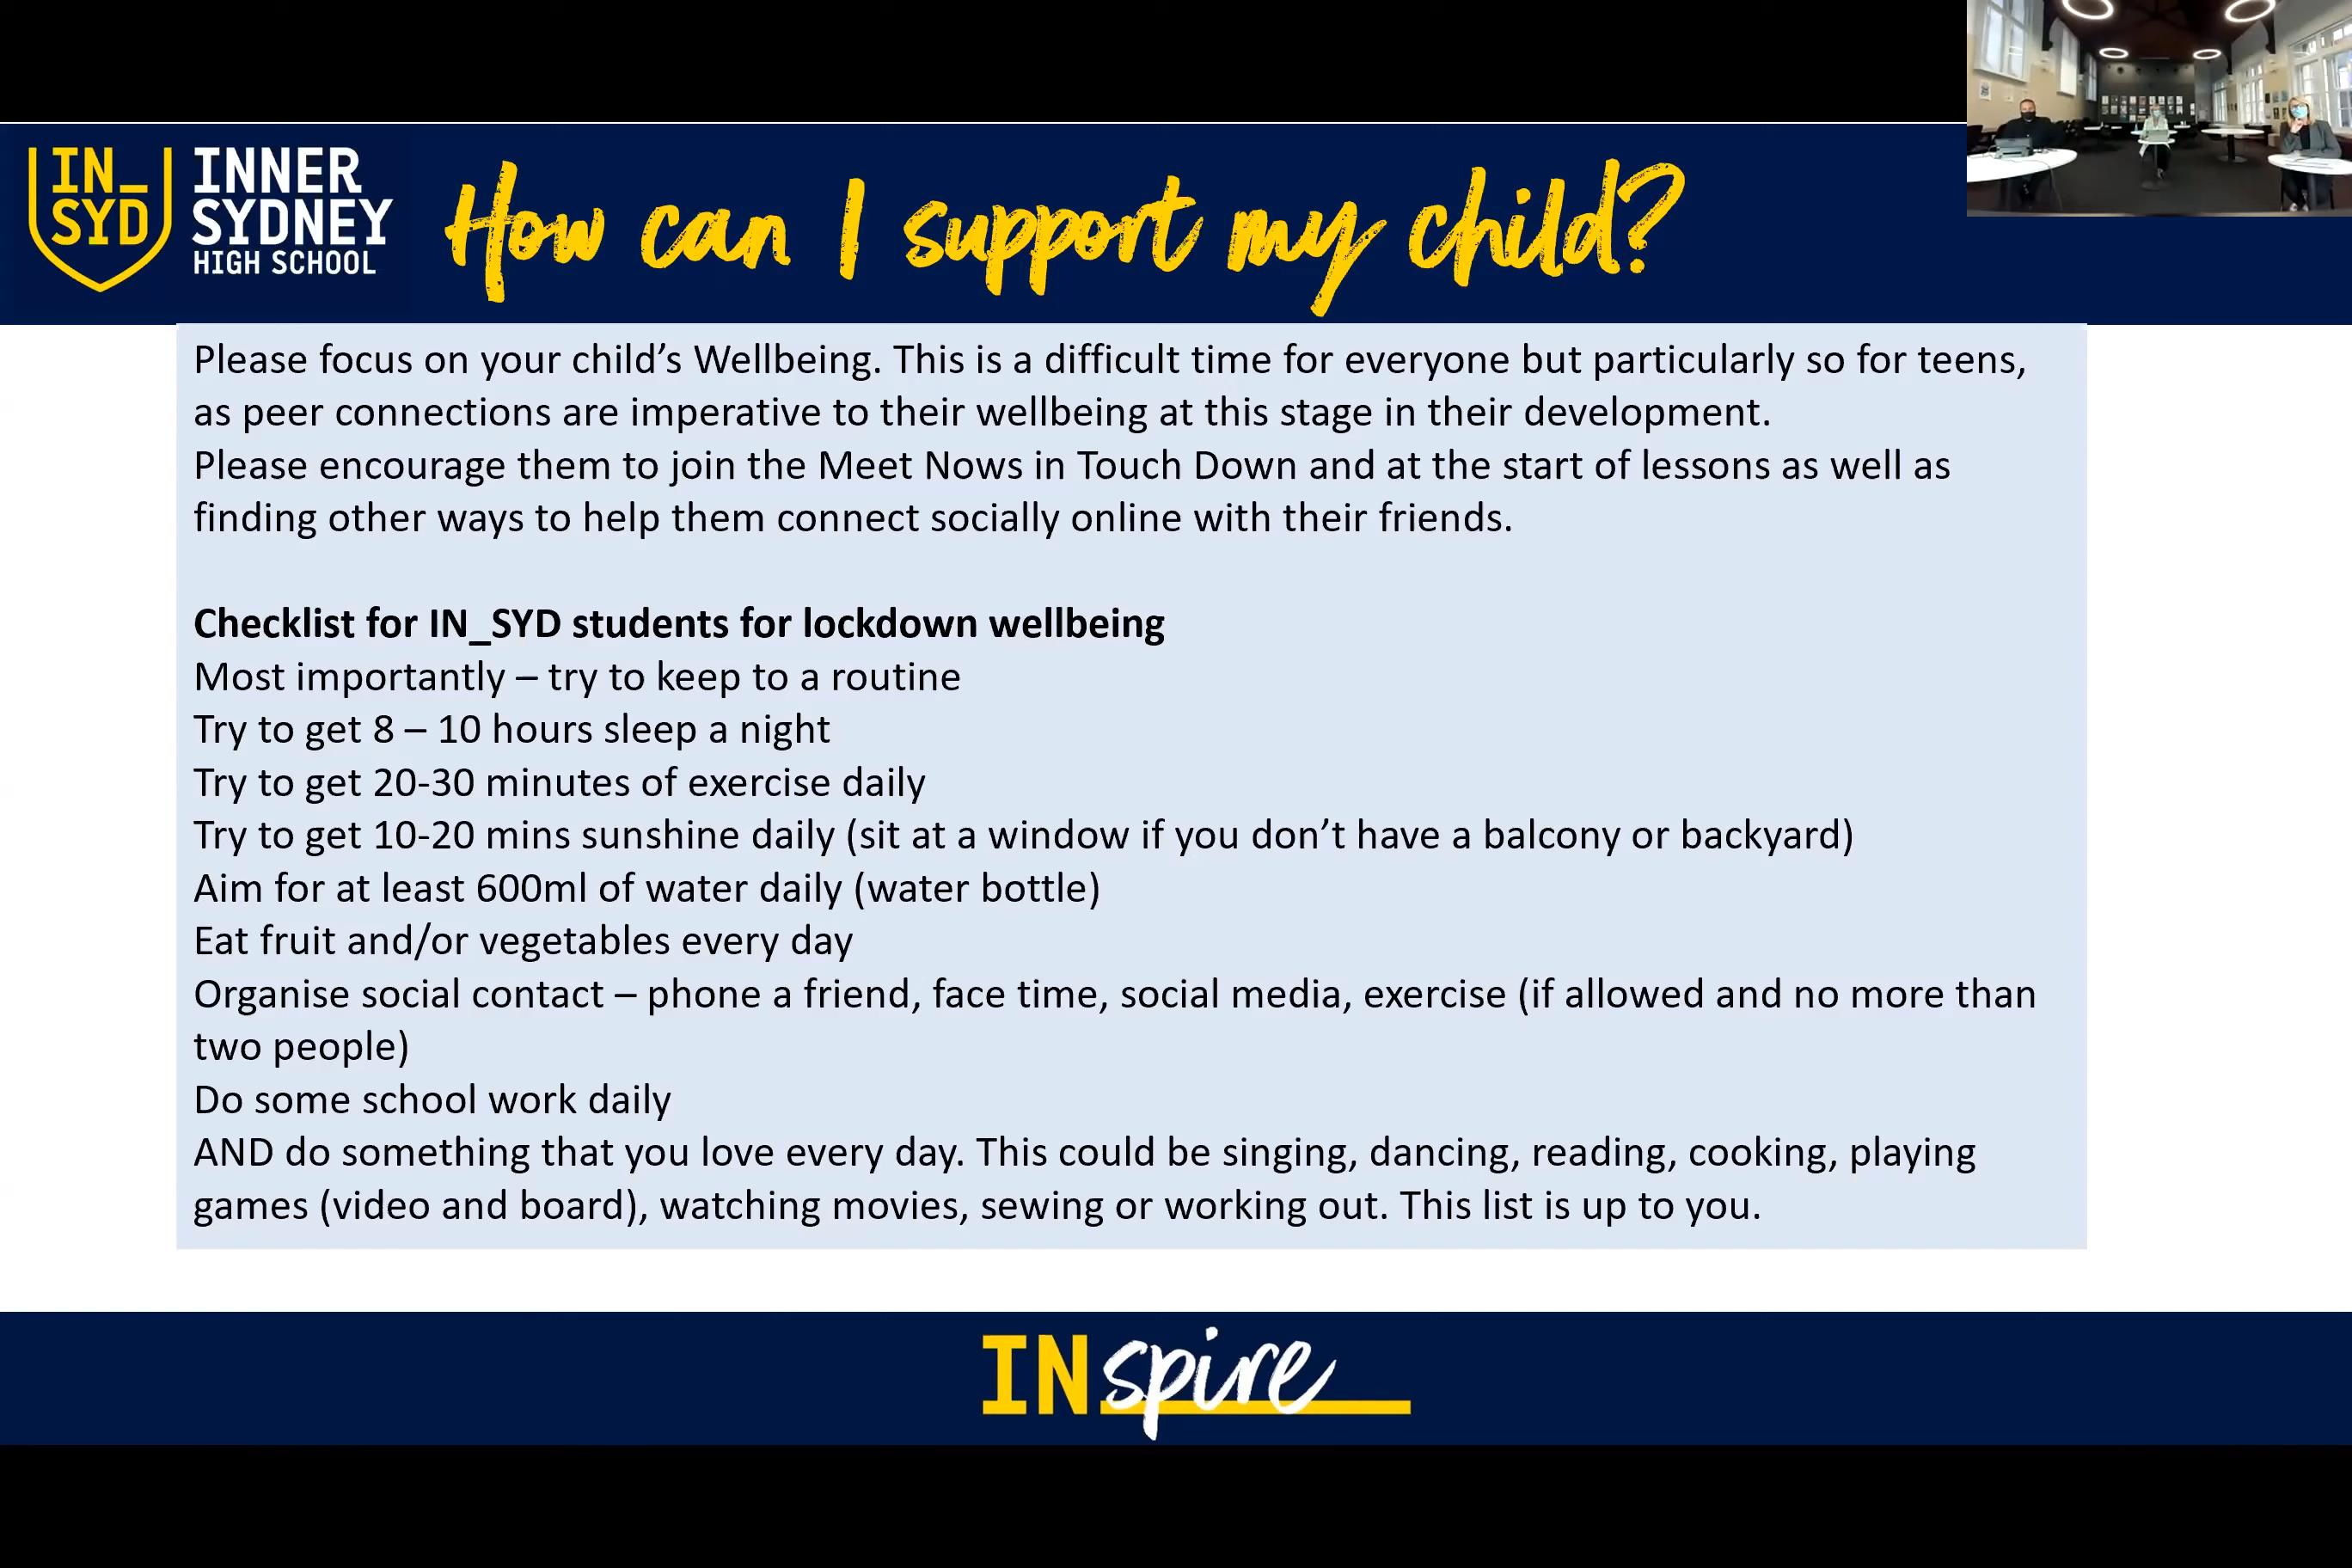 IN_
SYD
INNER
SYDNEY
HIGH SCHOOL
How can I support my child?
Please focus on your child’s Wellbeing. This is a difficult time for everyone but particularly so for teens,
as peer connections are imperative to their wellbeing at this stage in their development.
Please encourage them to join the Meet Nows in Touch Down and at the start of lessons as well as
finding other ways to help them connect socially online with their friends.
Checklist for IN_SYD students for lockdown wellbeing
Most importantly – try to keep to a routine
Try to get 8 – 10 hours sleep a night
Try to get 20-30 minutes of exercise daily
Try to get 10-20 mins sunshine daily (sit at a window if you don’t have a balcony or backyard)
Aim for at least 600ml of water daily (water bottle)
Eat fruit and/or vegetables every day
Organise social contact – phone a friend, face time, social media, exercise (if allowed and no more than
two people)
Do some school work daily
AND do something that you love every day. This could be singing, dancing, reading, cooking, playing
games (video and board), watching movies, sewing or working out. This list is up to you.
INspire